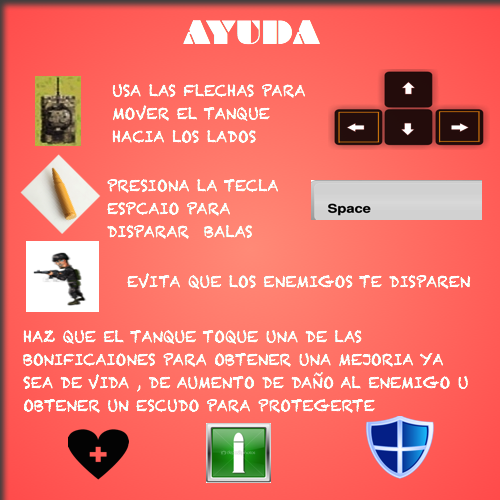 AYUDA
USA LAS FLECHAS PARA
MOVER EL TANQUE
HACIA LOS LADOS
PRESIONA LA TECLA
ESPCAIO PARA
DISPARAR BALAS
Space
EVITA QUE LOS ENEMIGOS TE DISPAREN
HAZ QUE EL TANQUE TOQUE UNA DE LAS
BONIFICAIONES PARA OBTENER UNA MEJORIA YA
SEA DE VIDA , DE AUMENTO DE DAÑO AL ENEMIGO U
OBTENER UN ESCUDO PARA PROTEGERTE